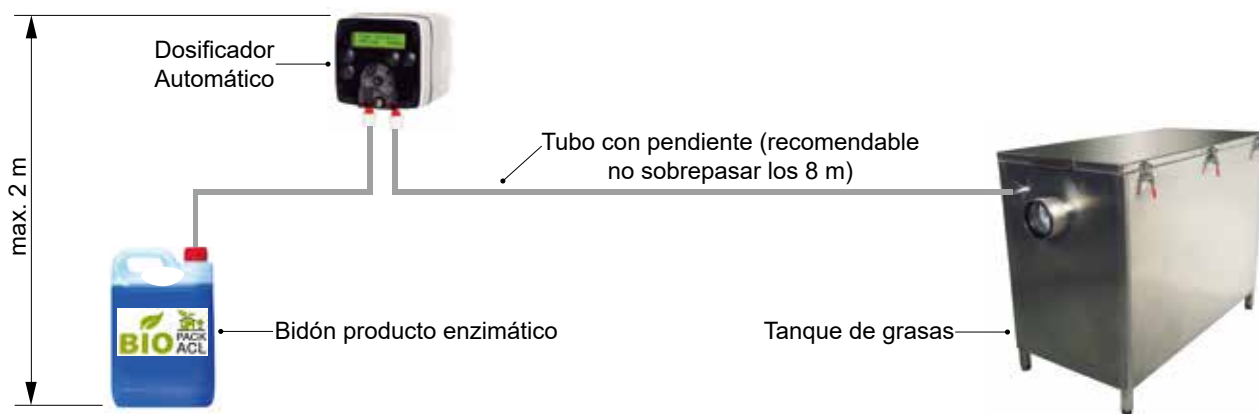 Dosificador
Automático
Tubo con pendiente (recomendable
no sobrepasar los 8 m)
max. 2 m
BIO PACK
ACL
Bidón producto enzimático
Tanque de grasas